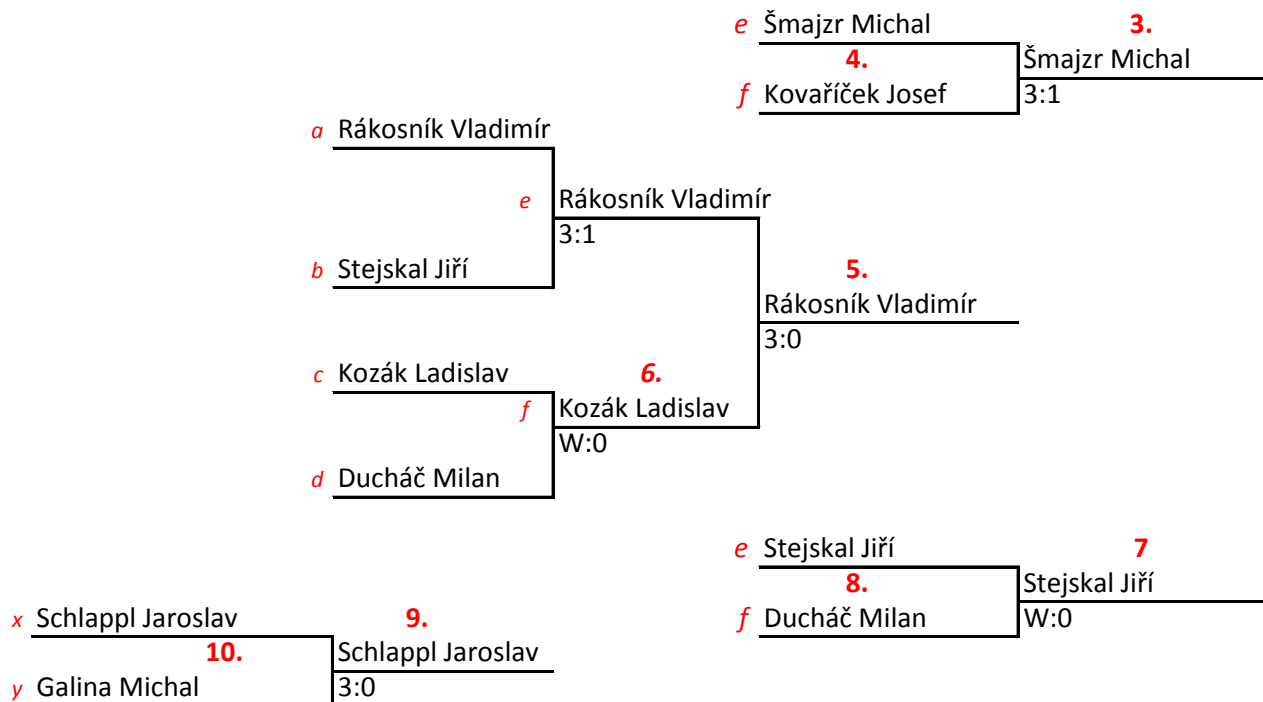 e Šmajzr Michal 3.
4. Šmajzr Michal
f Kovaříček Josef 3:1
a Rákosník Vladimír
e Rákosník Vladimír
3:1
b Stejskal Jiří 5.
Rákosník Vladimír
3:0
c Kozák Ladislav 6.
f Kozák Ladislav
W:0
d Ducháč Milan
e Stejskal Jiří 7
8. Stejskal Jiří
f Ducháč Milan W:0
x Schlappl Jaroslav 9.
10. Schlappl Jaroslav
y Galina Michal 3:0